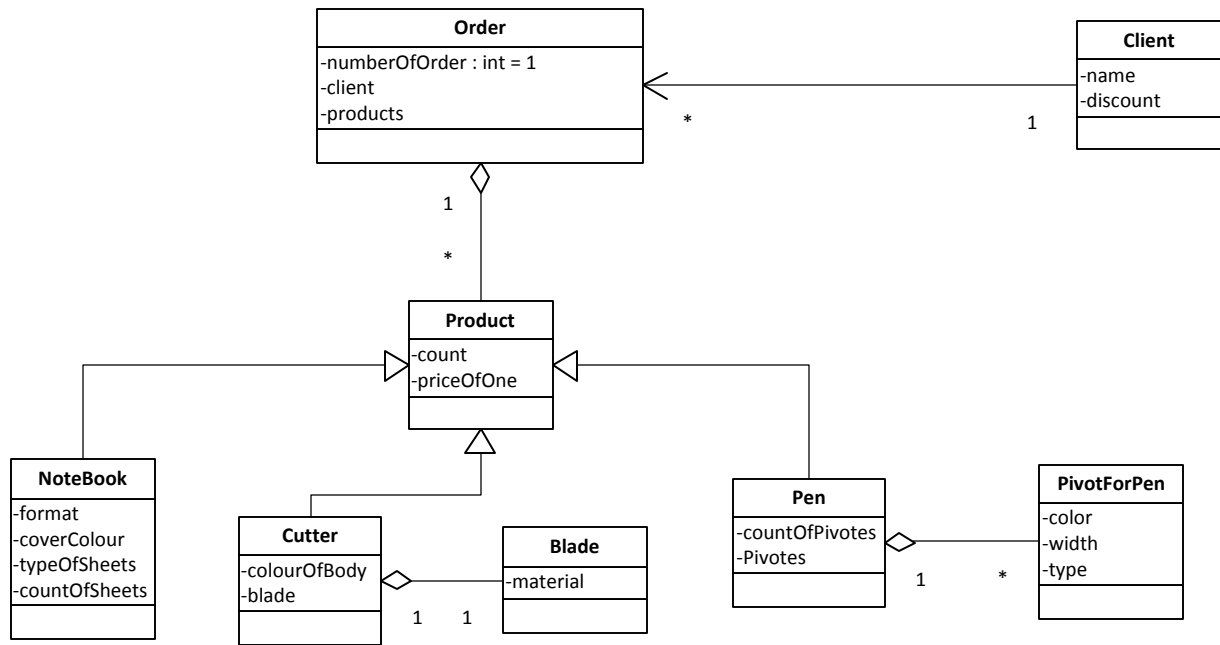 Order
-numberOfOrder : int = 1
-client
-products
Client
-name
-discount
*
1
1
*
Product
-count
-priceOfOne
NoteBook
-format
-coverColour
-typeOfSheets
-countOfSheets
Cutter
-colourOfBody
-blade
1
1
Blade
-material
Pen
-countOfPivotes
-Pivotes
1
*
PivotForPen
-color
-width
-type